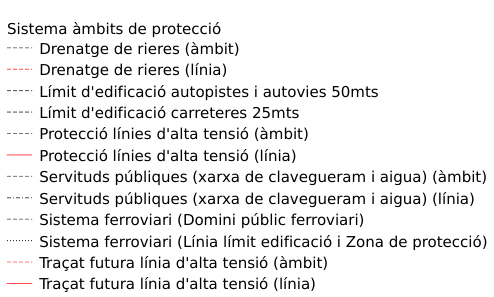 Sistema àmbits de protecció
Drenatge de rieres (àmbit)
Drenatge de rieres (línia)
Límit d'edificació autopistes i autovies 50mts
Límit d'edificació carreteres 25mts
Protecció línies d'alta tensió (àmbit)
Protecció línies d'alta tensió (línia)
Servituds públiques (xarxa de clavegueram i aigua) (àmbit)
Servituds públiques (xarxa de clavegueram i aigua) (línia)
Sistema ferroviari (Domini públic ferroviari)
Sistema ferroviari (Línia límit edificació i Zona de protecció)
Traçat futura línia d'alta tensió (àmbit)
Traçat futura línia d'alta tensió (línia)